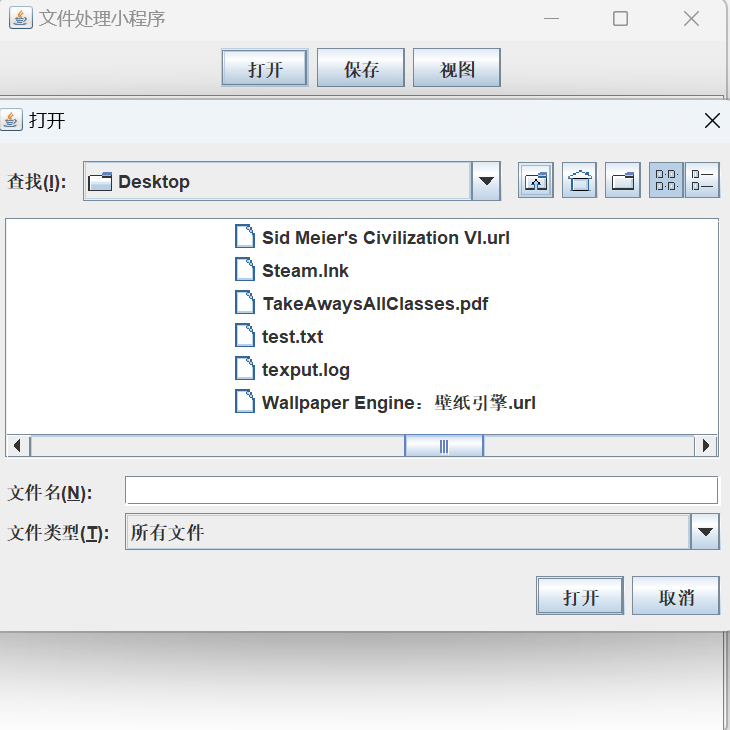 文件处理小程序
打开 保存 视图
打开
查找(I): Desktop
Sid Meier's Civilization VI.url
Steam.lnk
TakeAwaysAllClasses.pdf
test.txt
texput.log
Wallpaper Engine：壁纸引擎.url
文件名(N):
文件类型(T): 所有文件
打开 取消